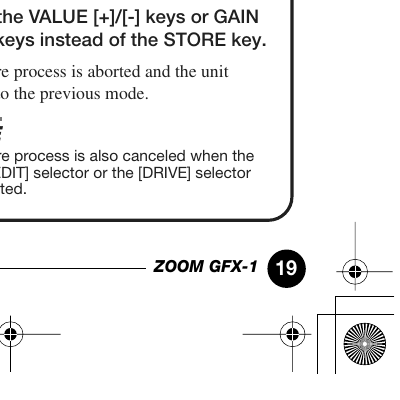 the VALUE [+]/[-] keys or GAIN
keys instead of the STORE key.
re process is aborted and the unit
to the previous mode.
re process is also canceled when the
EDIT] selector or the [DRIVE] selector
ted.
ZOOM GFX-1 19